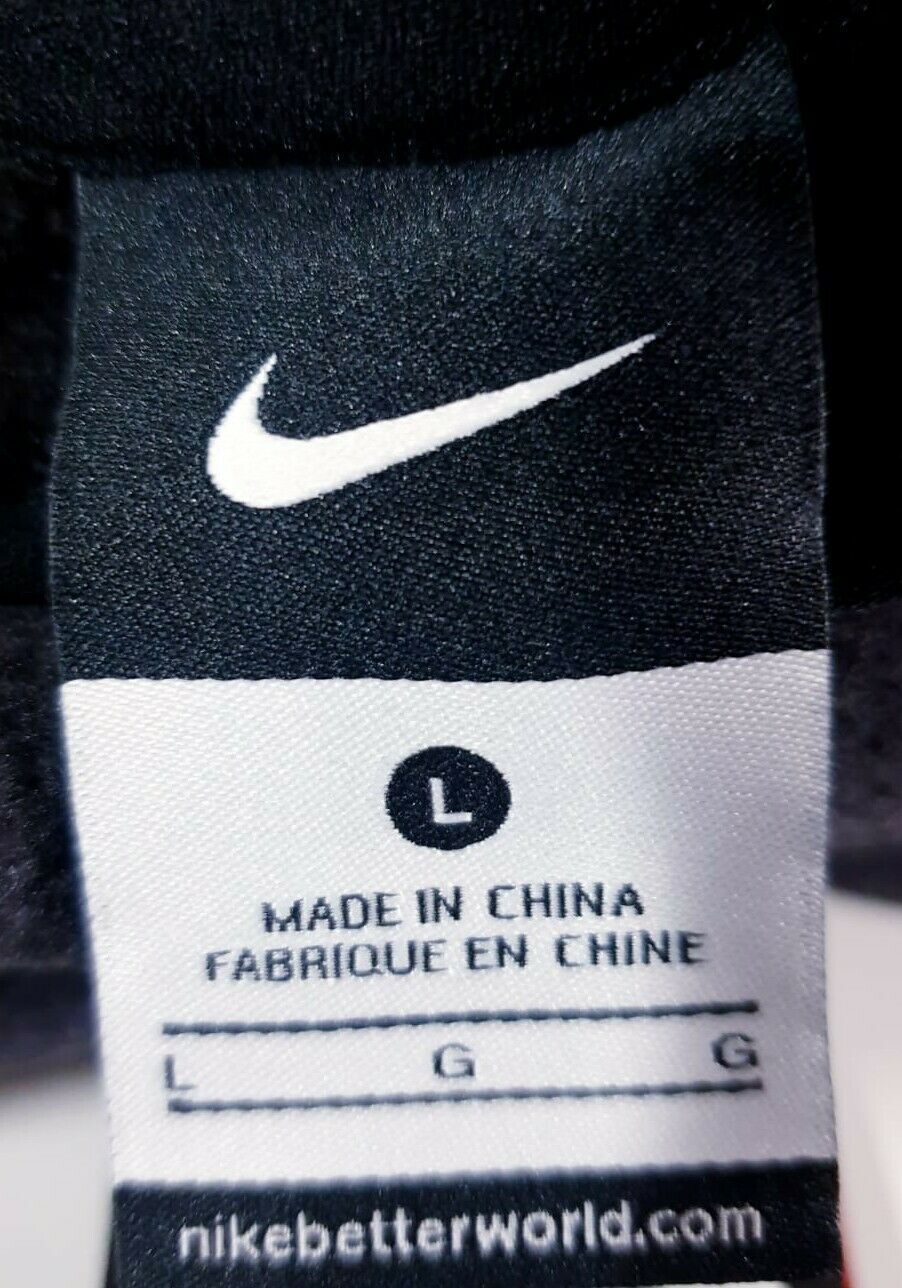 L
MADE IN CHINA
FABRIQUE EN CHINE
L G G
nikebetterworld.com